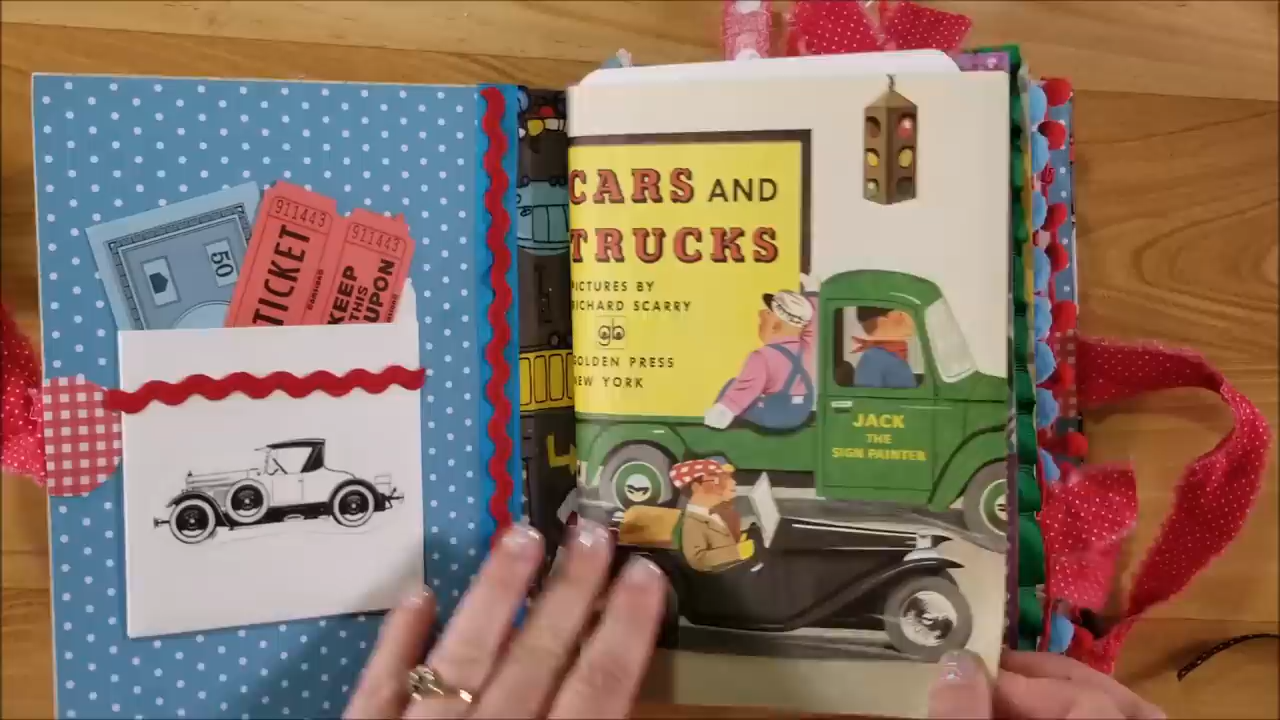 50
911443
TICKET
911443
KEEP
THIS
CARS AND
TRUCKS
PICTURES BY
RICHARD SCARRY
gb
GOLDEN PRESS
NEW YORK
JACK
THE
SIGN PAINTER